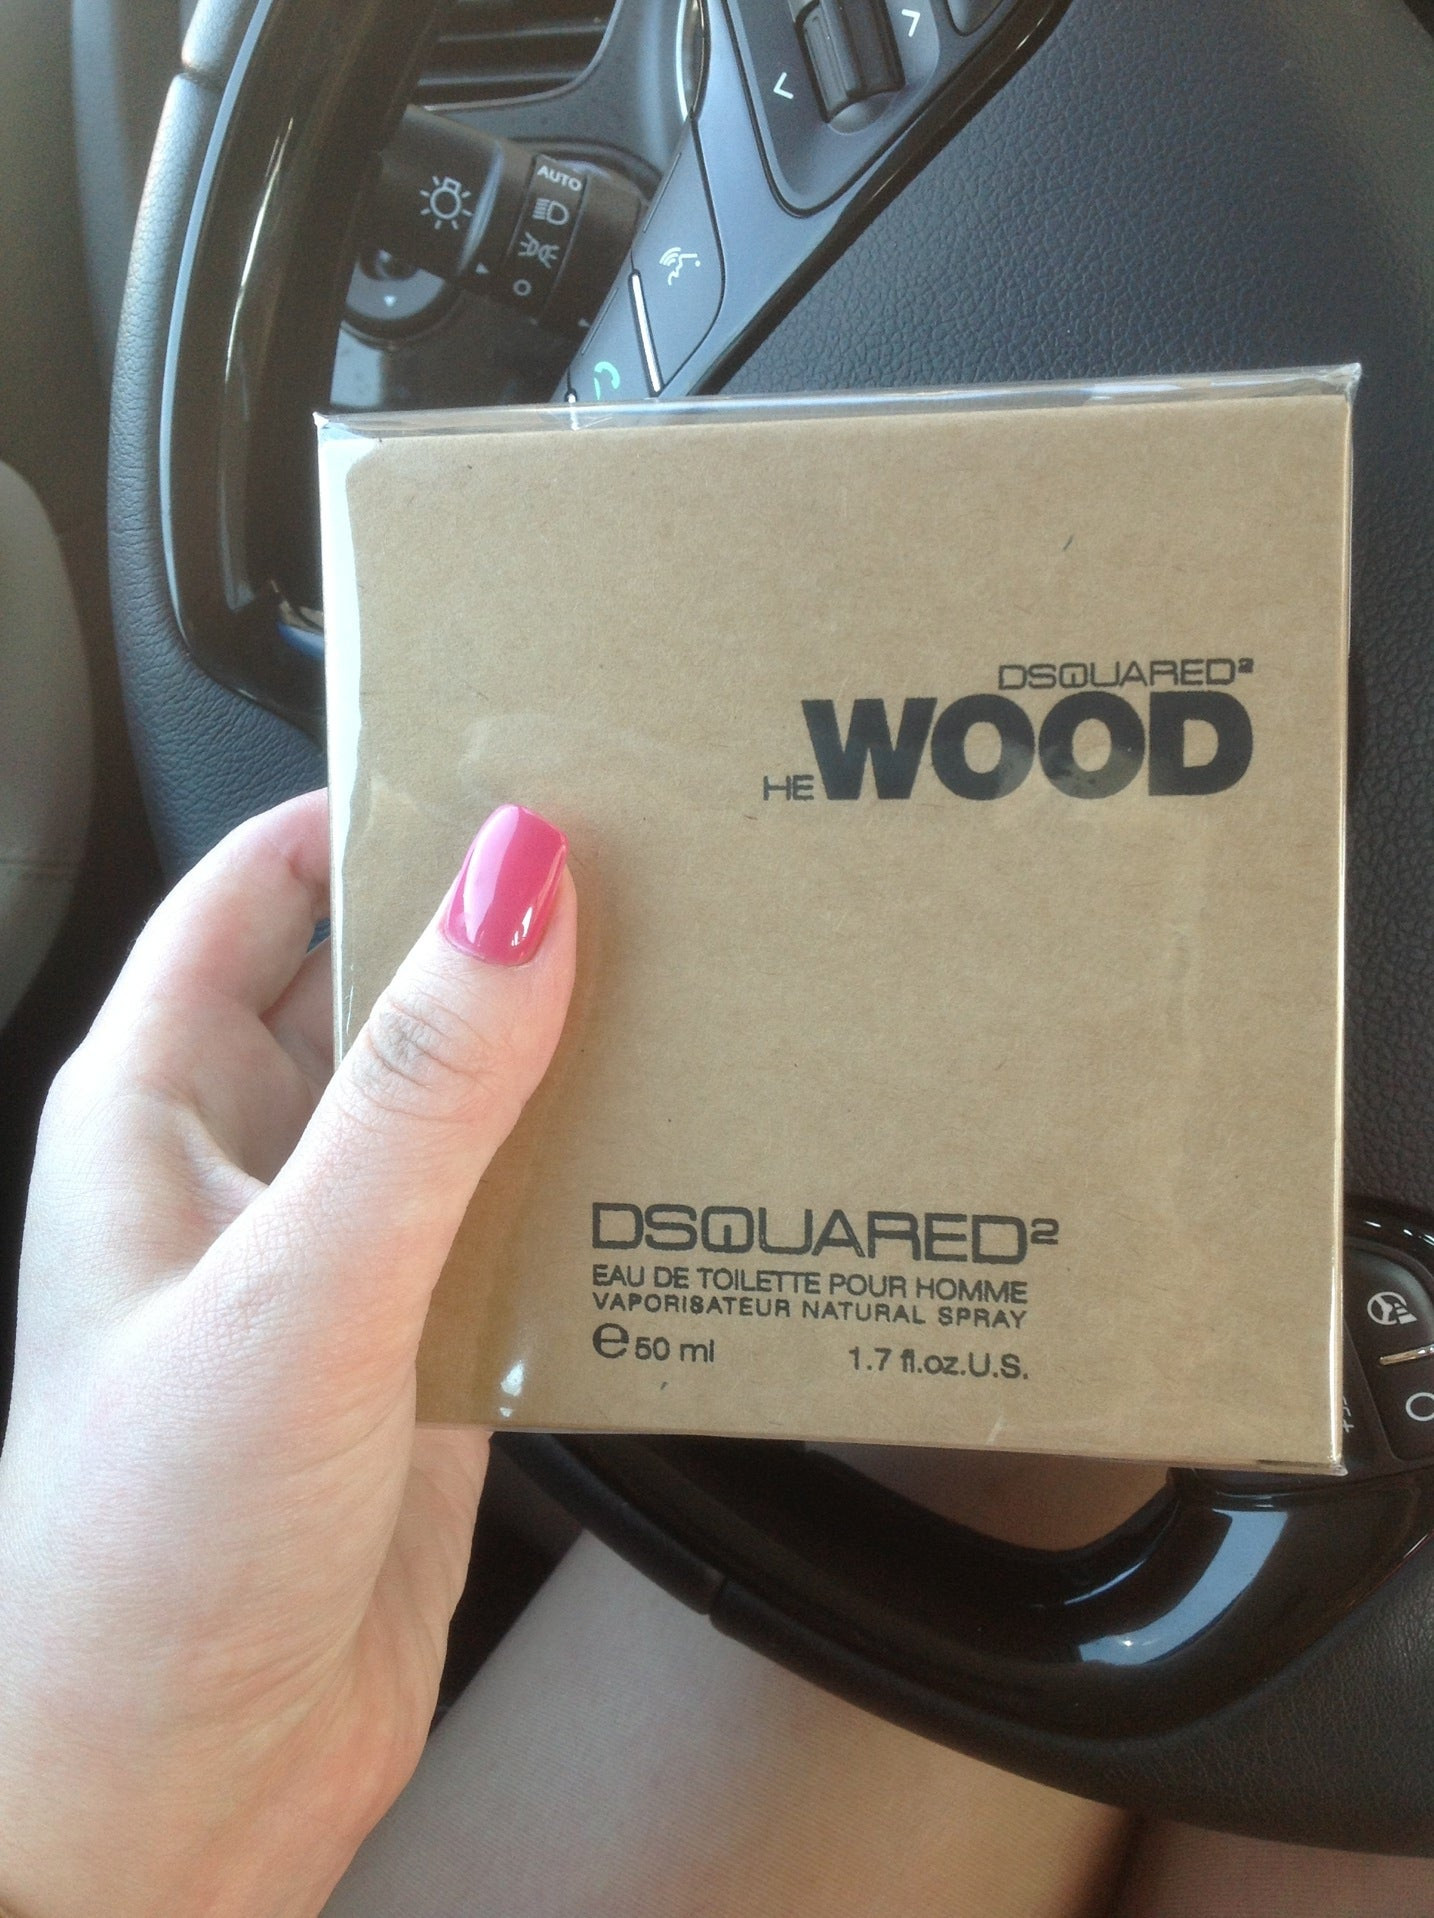 AUTO
DSQUARED²
HE WOOD
DSQUARED²
EAU DE TOILETTE POUR HOMME
VAPORISATEUR NATURAL SPRAY
℮ 50 ml 1.7 fl.oz.U.S.